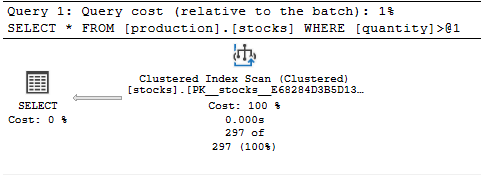 Query 1: Query cost (relative to the batch): 1%
SELECT * FROM [production].[stocks] WHERE [quantity]>@1
Clustered Index Scan (Clustered)
[stocks].[PK__stocks__E68284D3B5D13…
SELECT
Cost: 0 %
Cost: 100 %
0.000s
297 of
297 (100%)